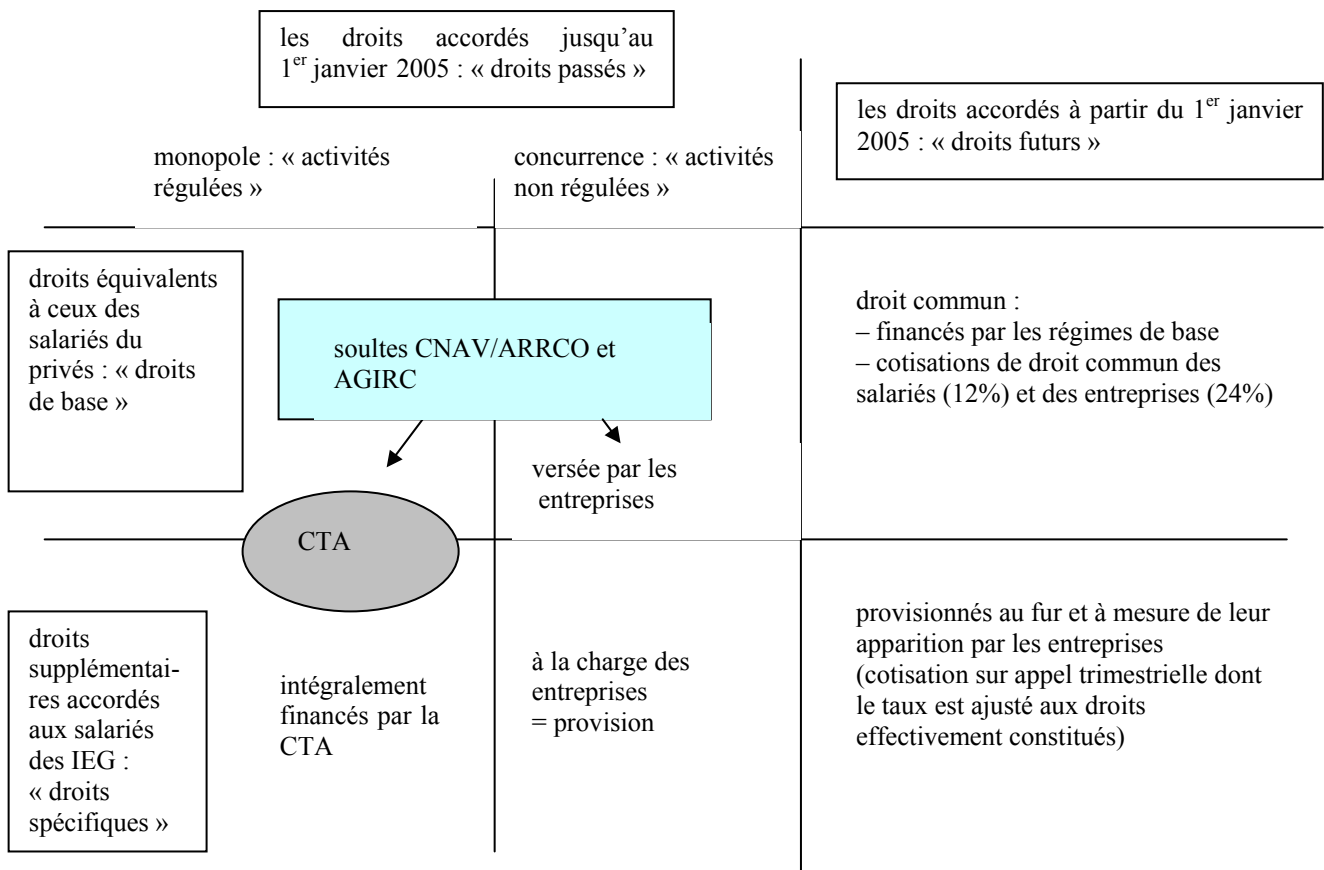 les droits accordés jusqu'au
1er janvier 2005 : « droits passés »
les droits accordés à partir du 1er janvier
2005 : « droits futurs »
monopole : « activités
régulées »
concurrence : « activités
non régulées »
droits équivalents
à ceux des
salariés du
privés : « droits
de base »
soultes CNAV/ARRCO et
AGIRC
droit commun :
– financés par les régimes de base
– cotisations de droit commun des
salariés (12%) et des entreprises (24%)
versée par les
entreprises
CTA
droits
supplémentai-
res accordés
aux salariés
des IEG :
« droits
spécifiques »
intégralement
financés par la
CTA
à la charge des
entreprises
= provision
provisionnés au fur et à mesure de leur
apparition par les entreprises
(cotisation sur appel trimestrielle dont
le taux est ajusté aux droits
effectivement constitués)